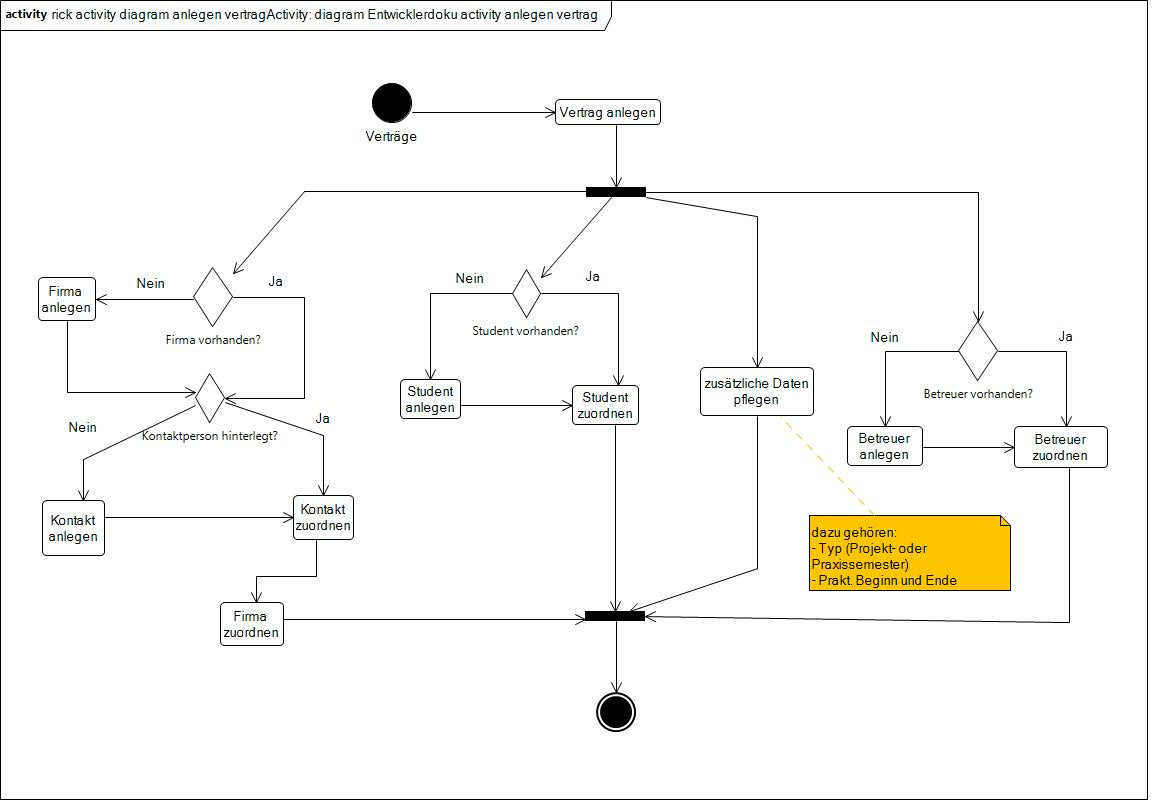 activity rick activity diagram anlegen vertragActivity: diagram Entwicklerdoku activity anlegen vertrag
Verträge
Vertrag anlegen
Nein
Ja
Firma
anlegen
Firma vorhanden?
Nein
Kontaktperson hinterlegt?
Ja
Kontakt
anlegen
Kontakt
zuordnen
Firma
zuordnen
Nein
Ja
Student vorhanden?
Student
anlegen
Student
zuordnen
zusätzliche Daten
pflegen
dazu gehören:
- Typ (Projekt- oder
Praxissemester)
- Prakt. Beginn und Ende
Nein
Ja
Betreuer vorhanden?
Betreuer
anlegen
Betreuer
zuordnen